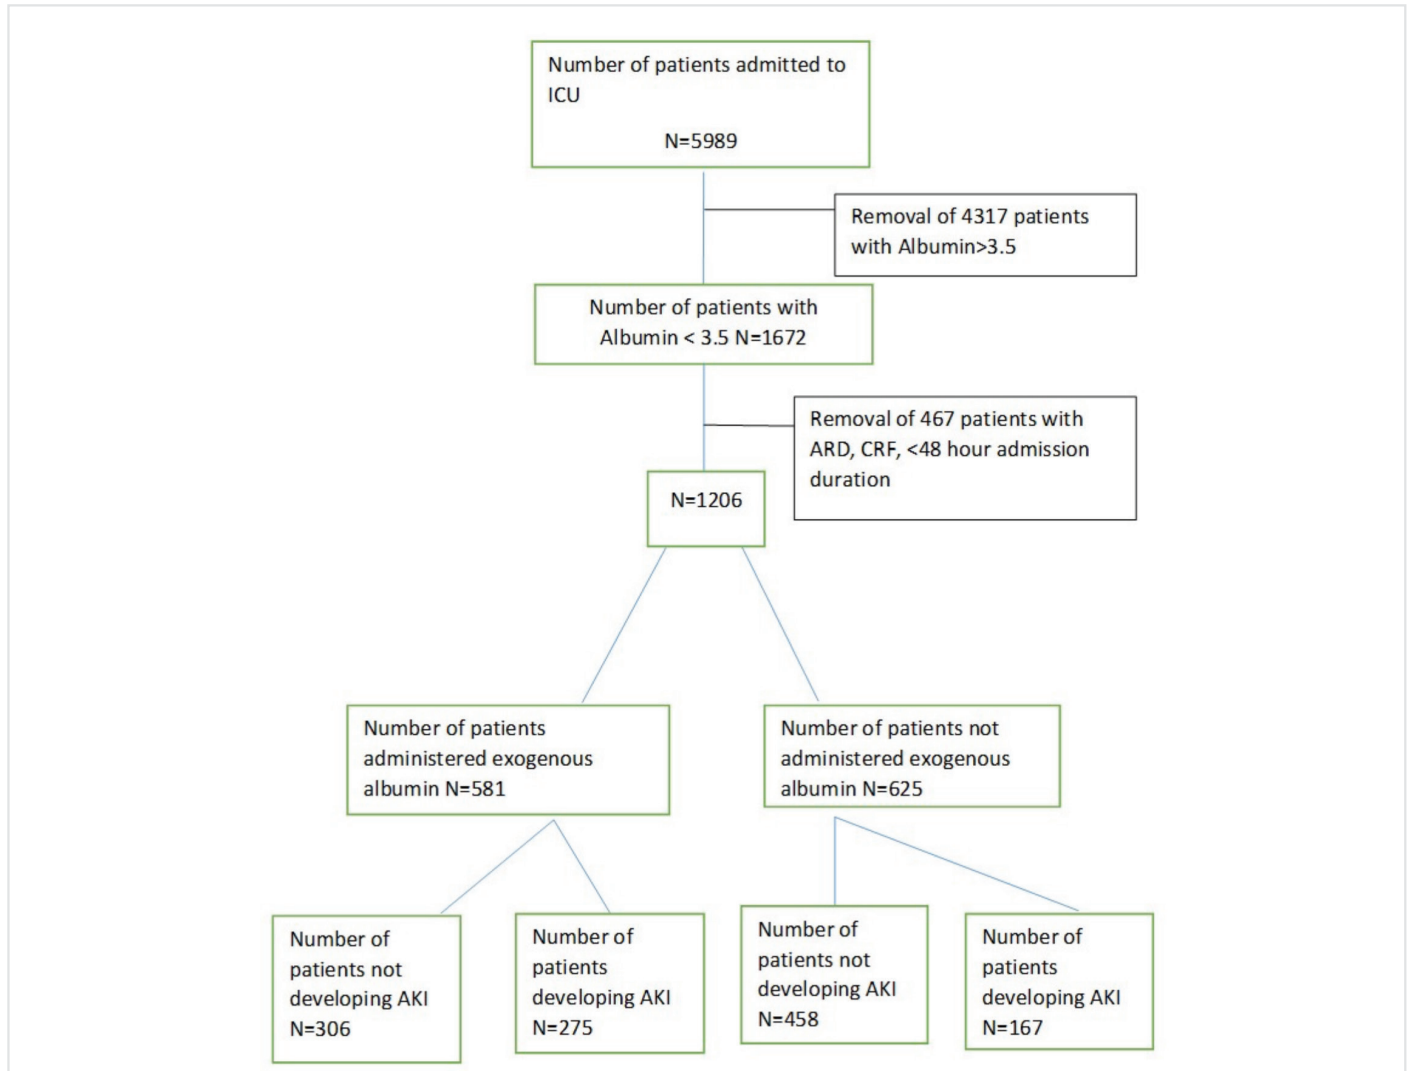 Number of patients admitted to
ICU
N=5989
Removal of 4317 patients
with Albumin>3.5
Number of patients with
Albumin < 3.5 N=1672
Removal of 467 patients with
ARD, CRF, <48 hour admission
duration
N=1206
Number of patients
administered exogenous
albumin N=581
Number of patients not
administered exogenous
albumin N=625
Number of
patients not
developing AKI
N=306
Number of
patients
developing AKI
N=275
Number of
patients not
developing AKI
N=458
Number of
patients
developing AKI
N=167